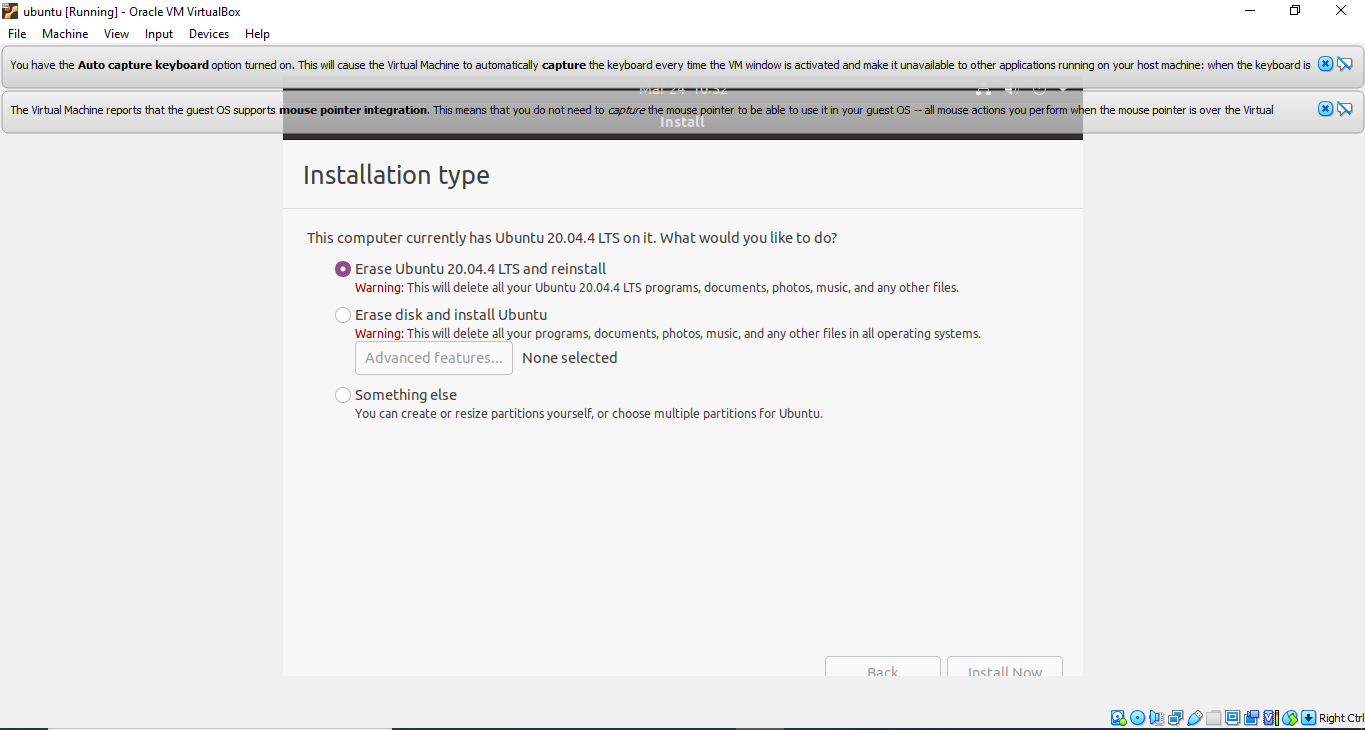 ubuntu [Running] - Oracle VM VirtualBox
File Machine View Input Devices Help
You have the Auto capture keyboard option turned on. This will cause the Virtual Machine to automatically capture the keyboard every time the VM window is activated and make it unavailable to other applications running on your host machine: when the keyboard is
Mar 24 10:52
The Virtual Machine reports that the guest OS supports mouse pointer integration. This means that you do not need to capture the mouse pointer to be able to use it in your guest OS -- all mouse actions you perform when the mouse pointer is over the Virtual
Install
Installation type
This computer currently has Ubuntu 20.04.4 LTS on it. What would you like to do?
Erase Ubuntu 20.04.4 LTS and reinstall
Warning: This will delete all your Ubuntu 20.04.4 LTS programs, documents, photos, music, and any other files.
Erase disk and install Ubuntu
Warning: This will delete all your programs, documents, photos, music, and any other files in all operating systems.
Advanced features... None selected
Something else
You can create or resize partitions yourself, or choose multiple partitions for Ubuntu.
Back Install Now
Right Ctrl